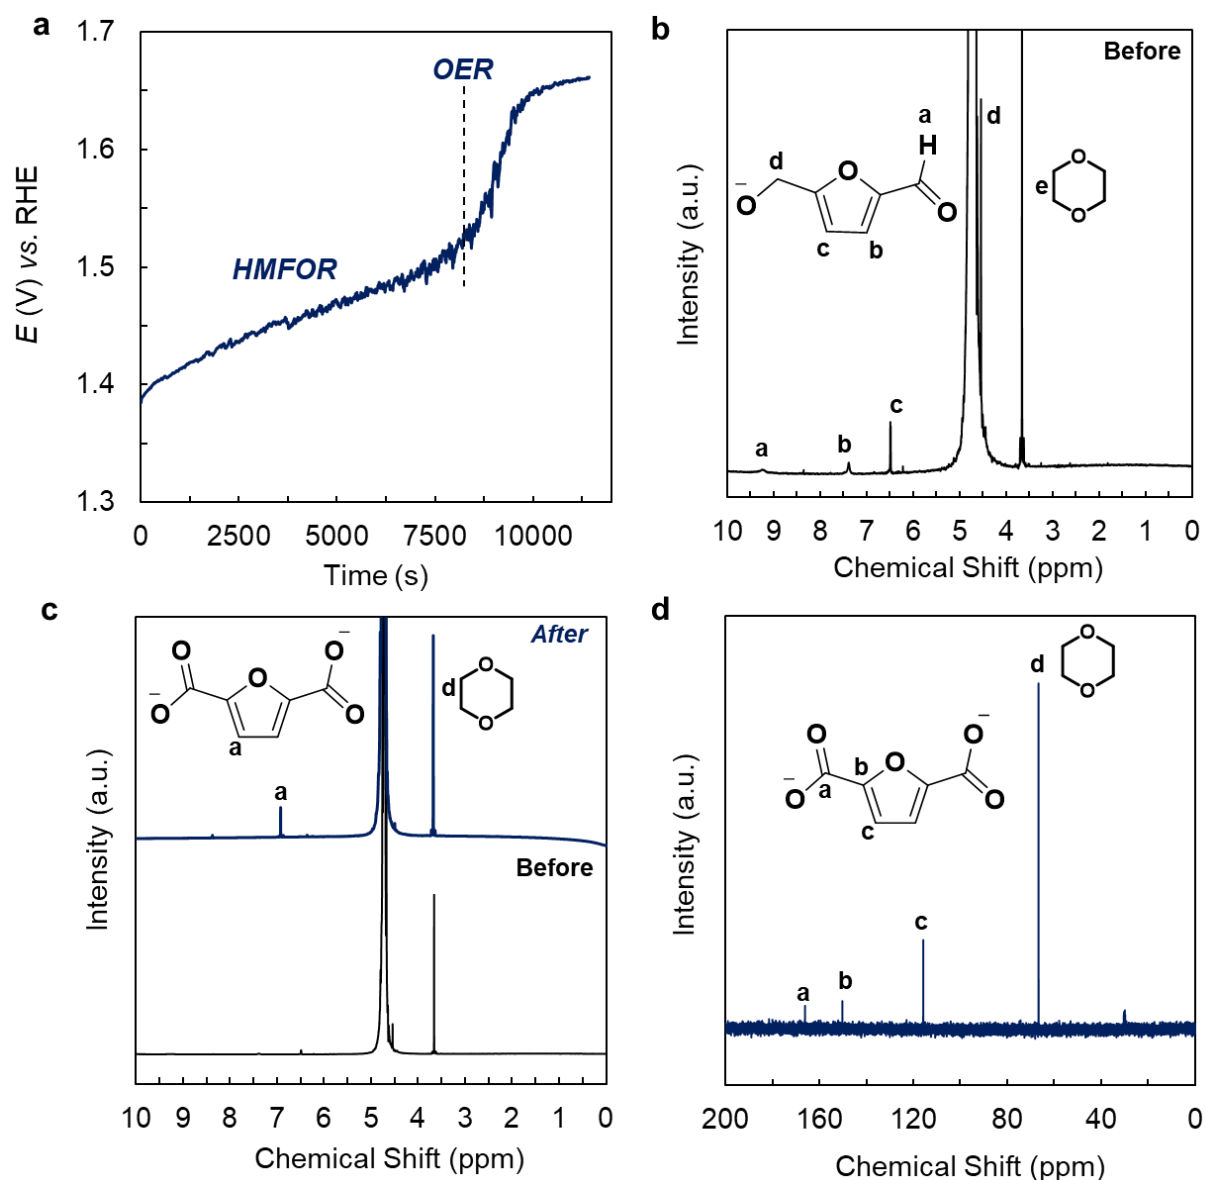 a
1.7
1.6
1.5
1.4
1.3
E (V) vs. RHE
OER
HMFOR
0 2500 5000 7500 10000
Time (s)
b
Before
a
H
d
O
O
−
O
c
b
e
O
O
d
a
b
c
Intensity (a.u.)
10 9 8 7 6 5 4 3 2 1 0
Chemical Shift (ppm)
c
After
O
−
O
O
−
O
O
a
d
O
O
a
Before
Intensity (a.u.)
10 9 8 7 6 5 4 3 2 1 0
Chemical Shift (ppm)
d
d
O
O
O
−
O
b
O
−
O
a
O
c
a
b
c
Intensity (a.u.)
200 160 120 80 40 0
Chemical Shift (ppm)